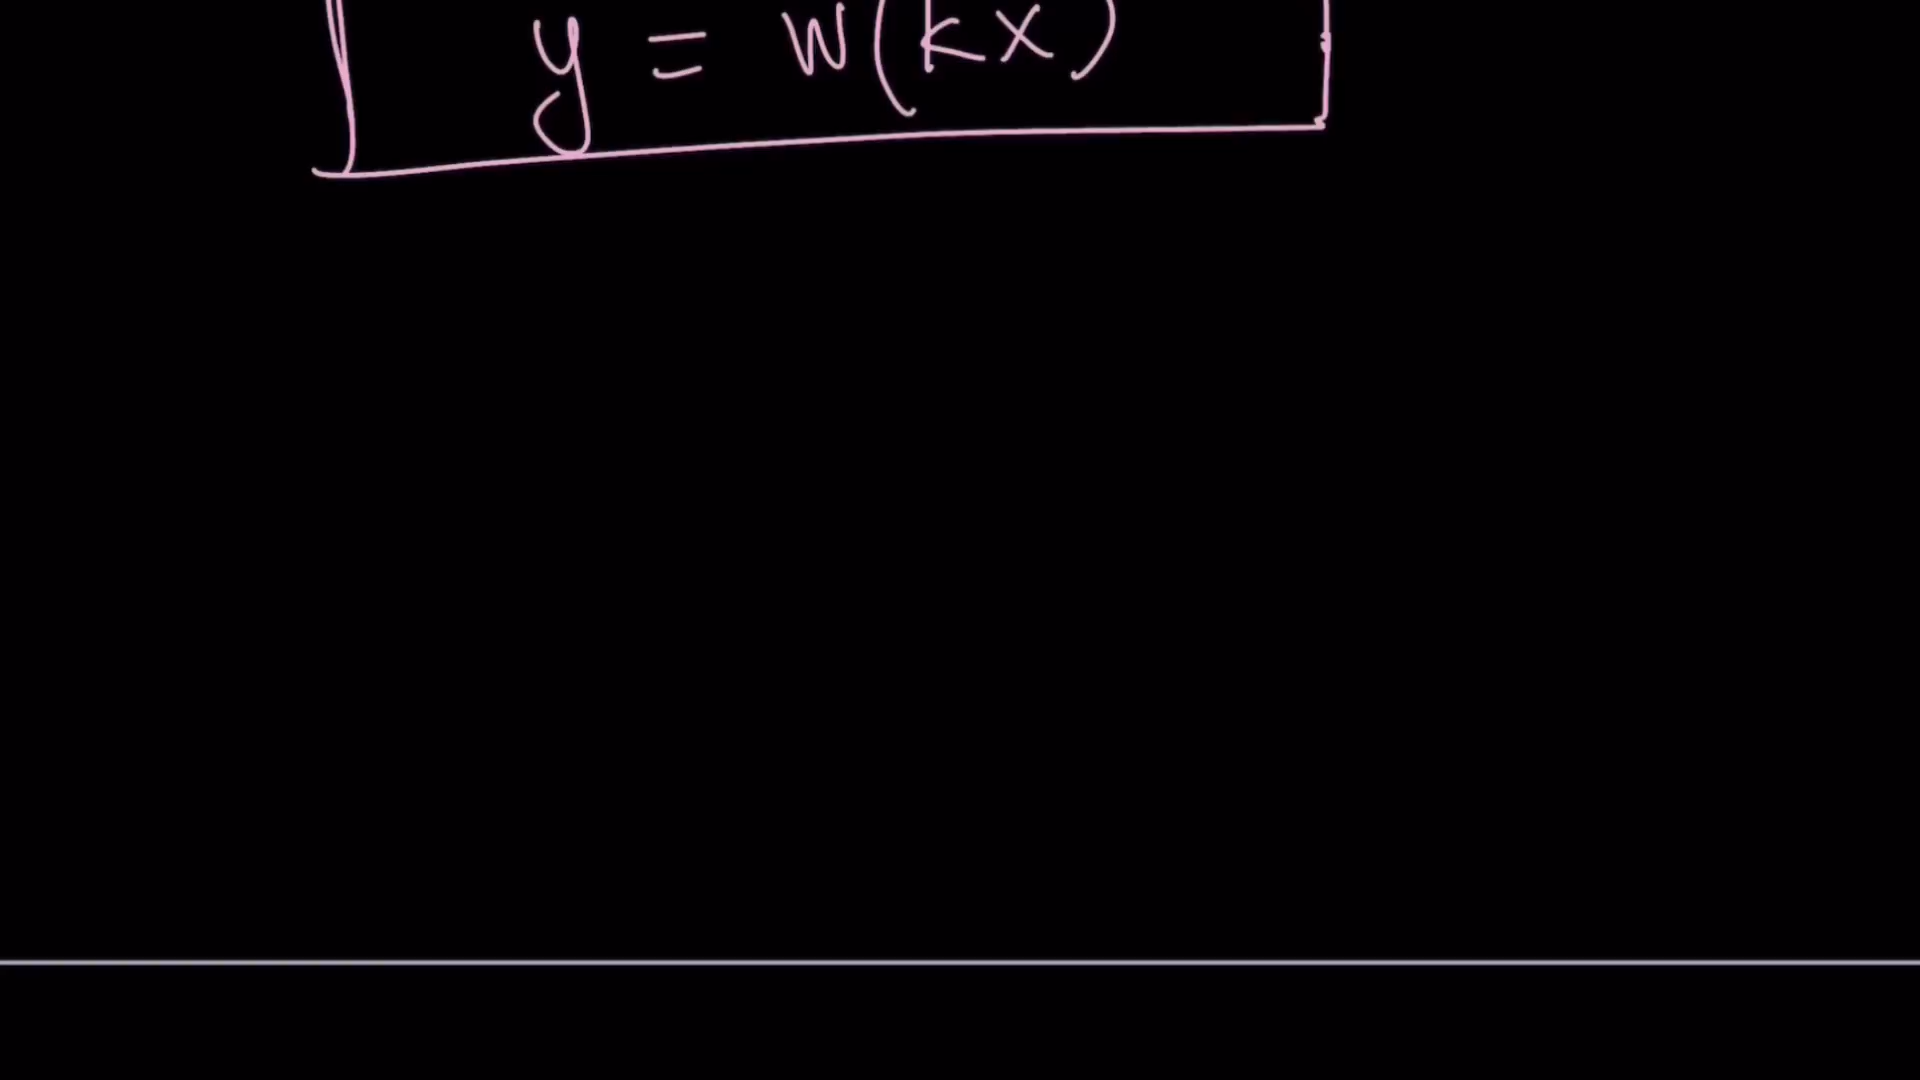 y = W(kx)